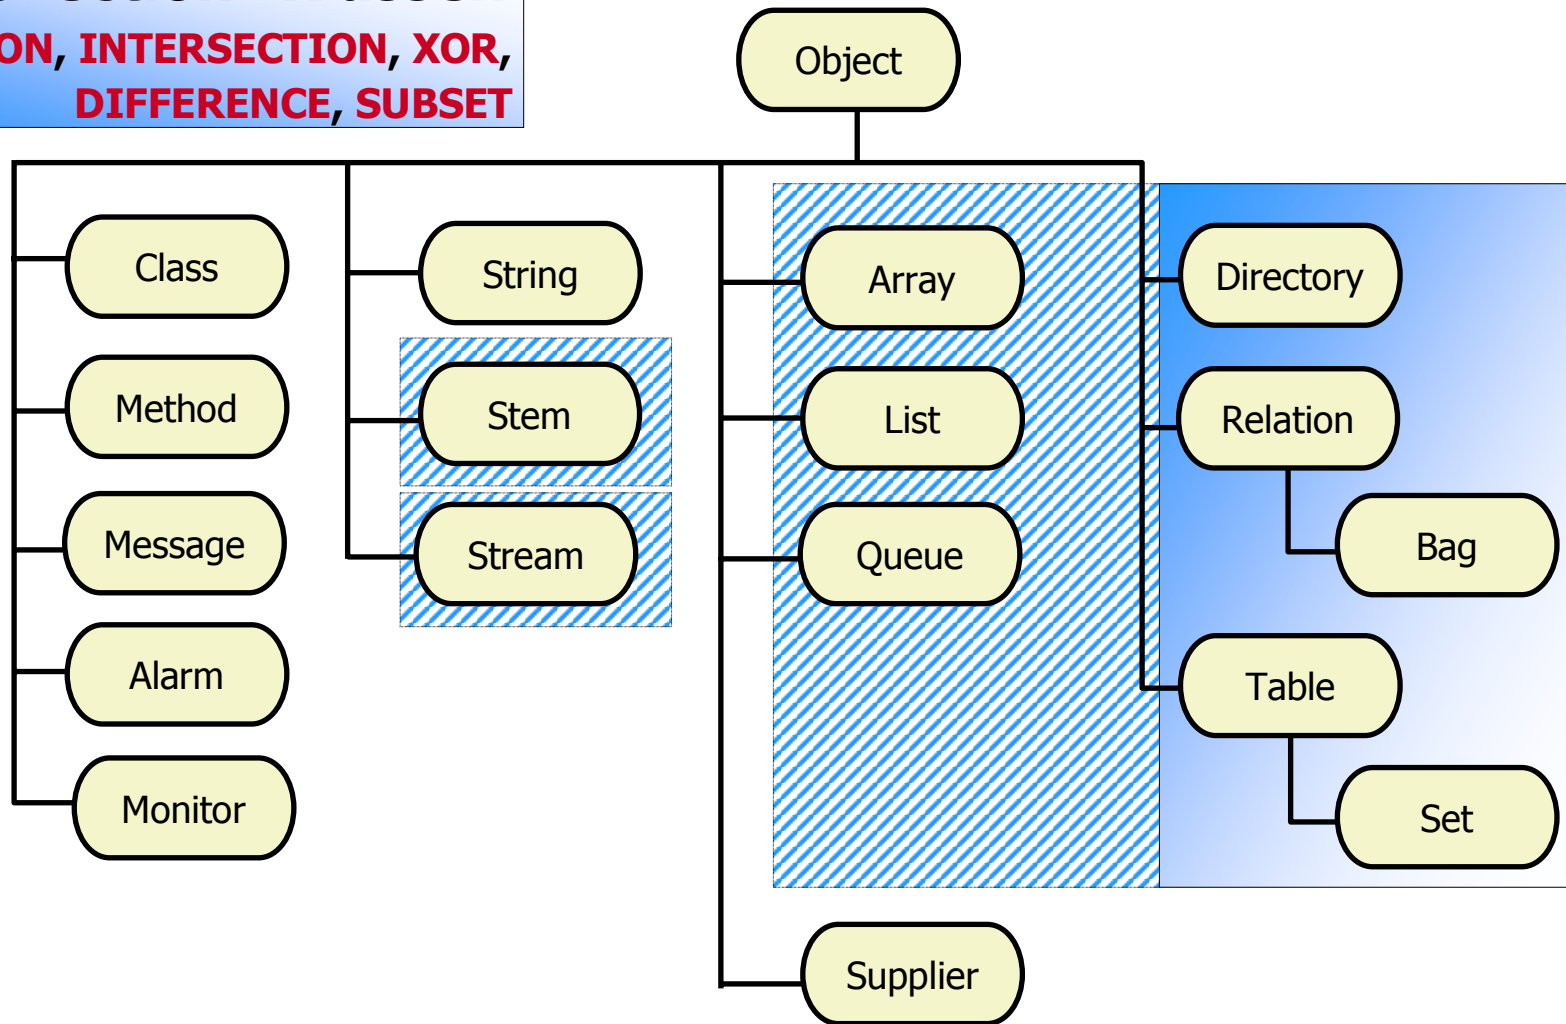 INTERSECTION, XOR,
DIFFERENCE, SUBSET
Object
Class
String
Array
Directory
Method
Stem
List
Relation
Message
Stream
Queue
Bag
Alarm
Table
Monitor
Set
Supplier